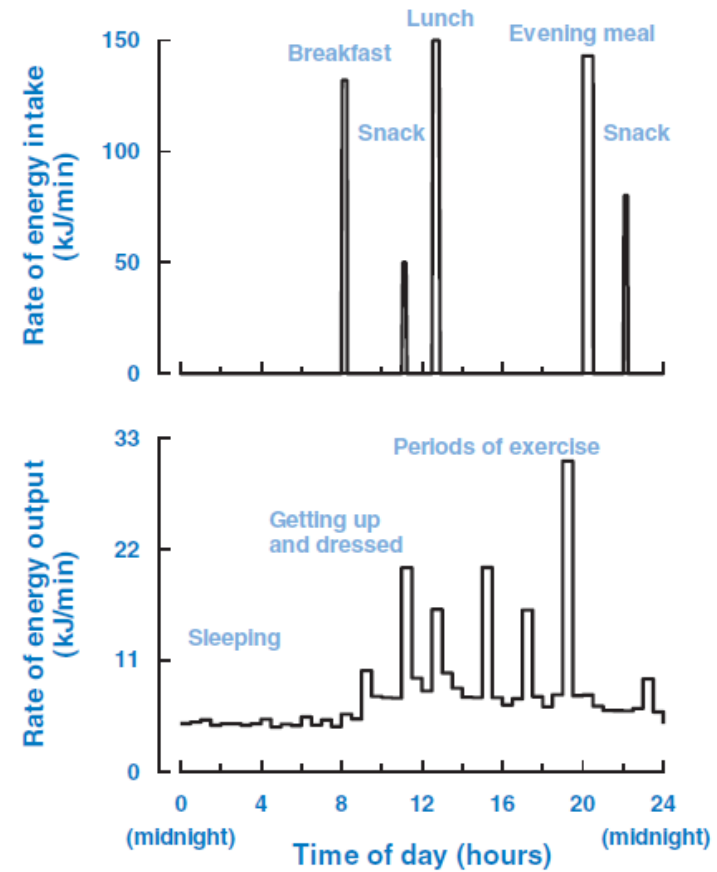 Rate of energy intake
(kJ/min)
150
100
50
0
Breakfast
Snack
Lunch
Evening meal
Snack
Rate of energy output
(kJ/min)
33
22
11
0
Sleeping
Getting up
and dressed
Periods of exercise
0 4 8 12 16 20 24
(midnight) (midnight)
Time of day (hours)